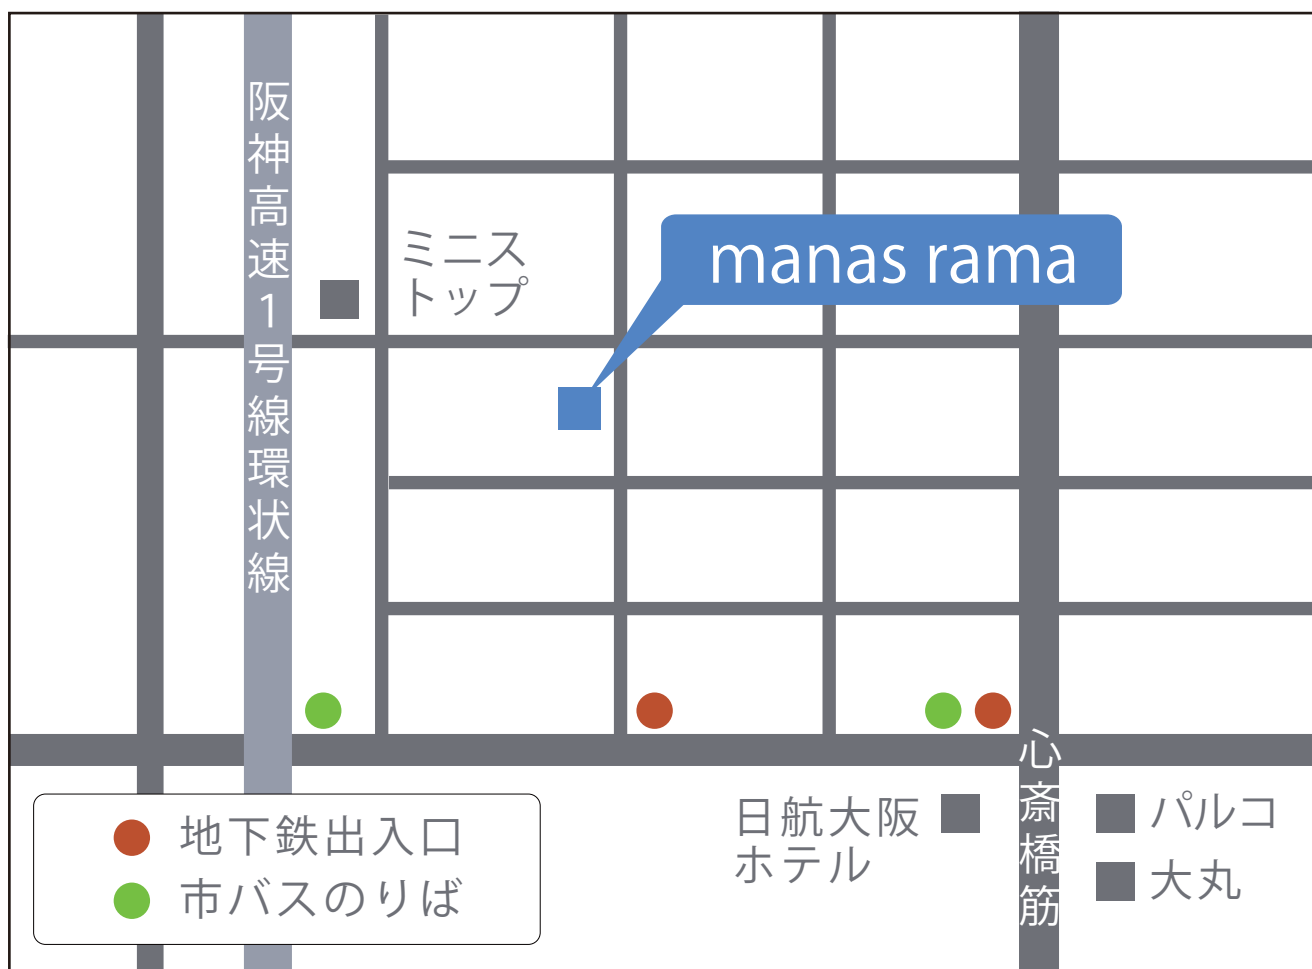 阪神高速1号線環状線
ミニス
トップ
manas rama
心斎橋筋
日航大阪
ホテル
パルコ
大丸
地下鉄出入口
市バスのりば